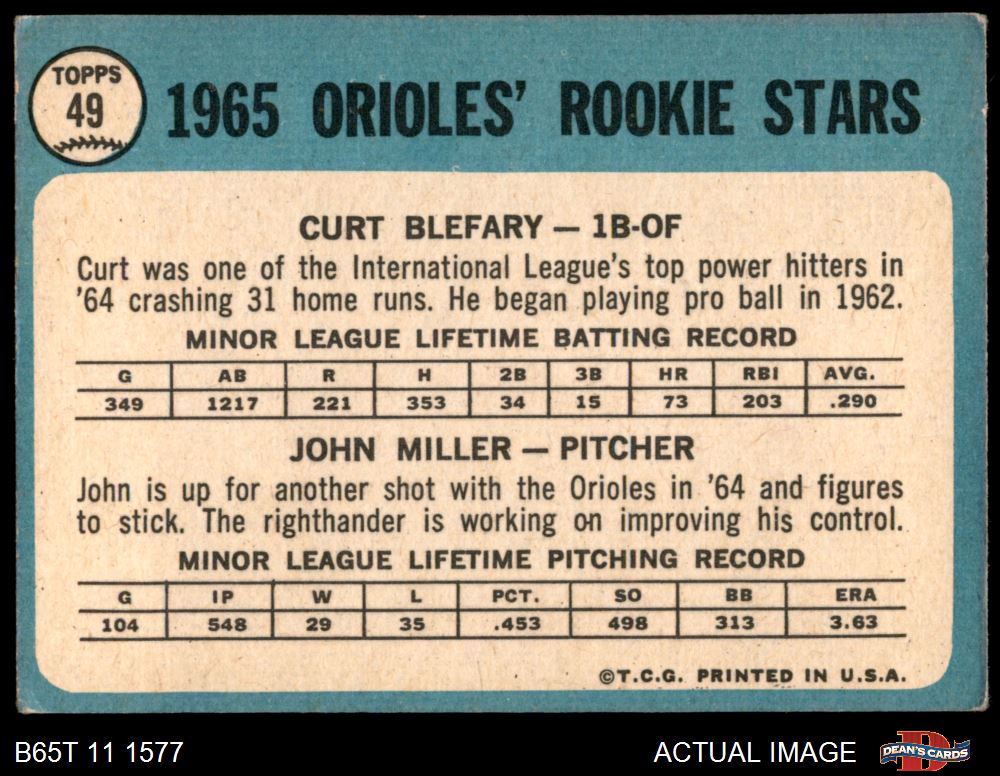 TOPPS
49
1965 ORIOLES' ROOKIE STARS
CURT BLEFARY — 1B-OF
Curt was one of the International League's top power hitters in
'64 crashing 31 home runs. He began playing pro ball in 1962.
MINOR LEAGUE LIFETIME BATTING RECORD
G AB R H 2B 3B HR RBI AVG.
349 1217 221 353 34 15 73 203 .290
JOHN MILLER — PITCHER
John is up for another shot with the Orioles in '64 and figures
to stick. The righthander is working on improving his control.
MINOR LEAGUE LIFETIME PITCHING RECORD
G IP W L PCT. SO BB ERA
104 548 29 35 .453 498 313 3.63
©T.C.G. PRINTED IN U.S.A.
B65T 11 1577
ACTUAL IMAGE
D
DEAN'S CARDS